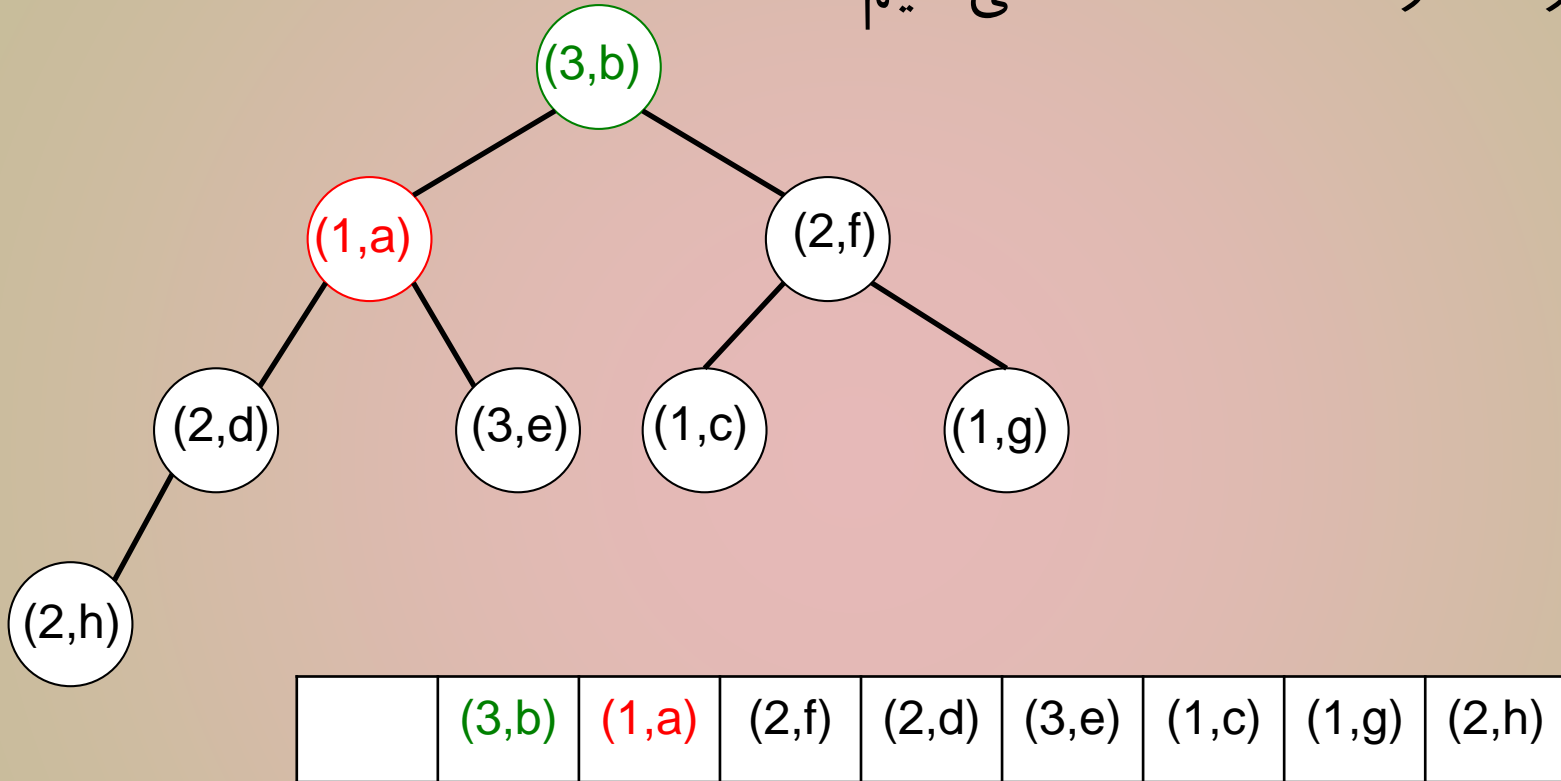 (3,b)
(1,a) (2,f)
(2,d) (3,e) (1,c) (1,g)
(2,h)
(3,b) (1,a) (2,f) (2,d) (3,e) (1,c) (1,g) (2,h)